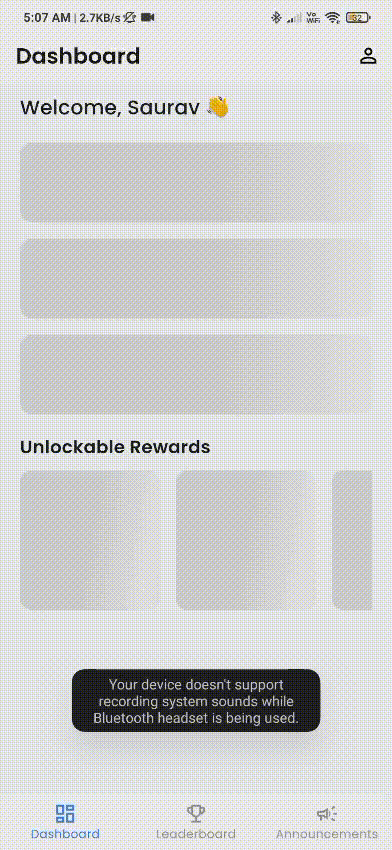 5:07 AM | 2.7KB/s
Vo
WiFi
52
Dashboard
Welcome, Saurav 👋
Unlockable Rewards
Your device doesn't support
recording system sounds while
Bluetooth headset is being used.
Dashboard
Leaderboard
Announcements